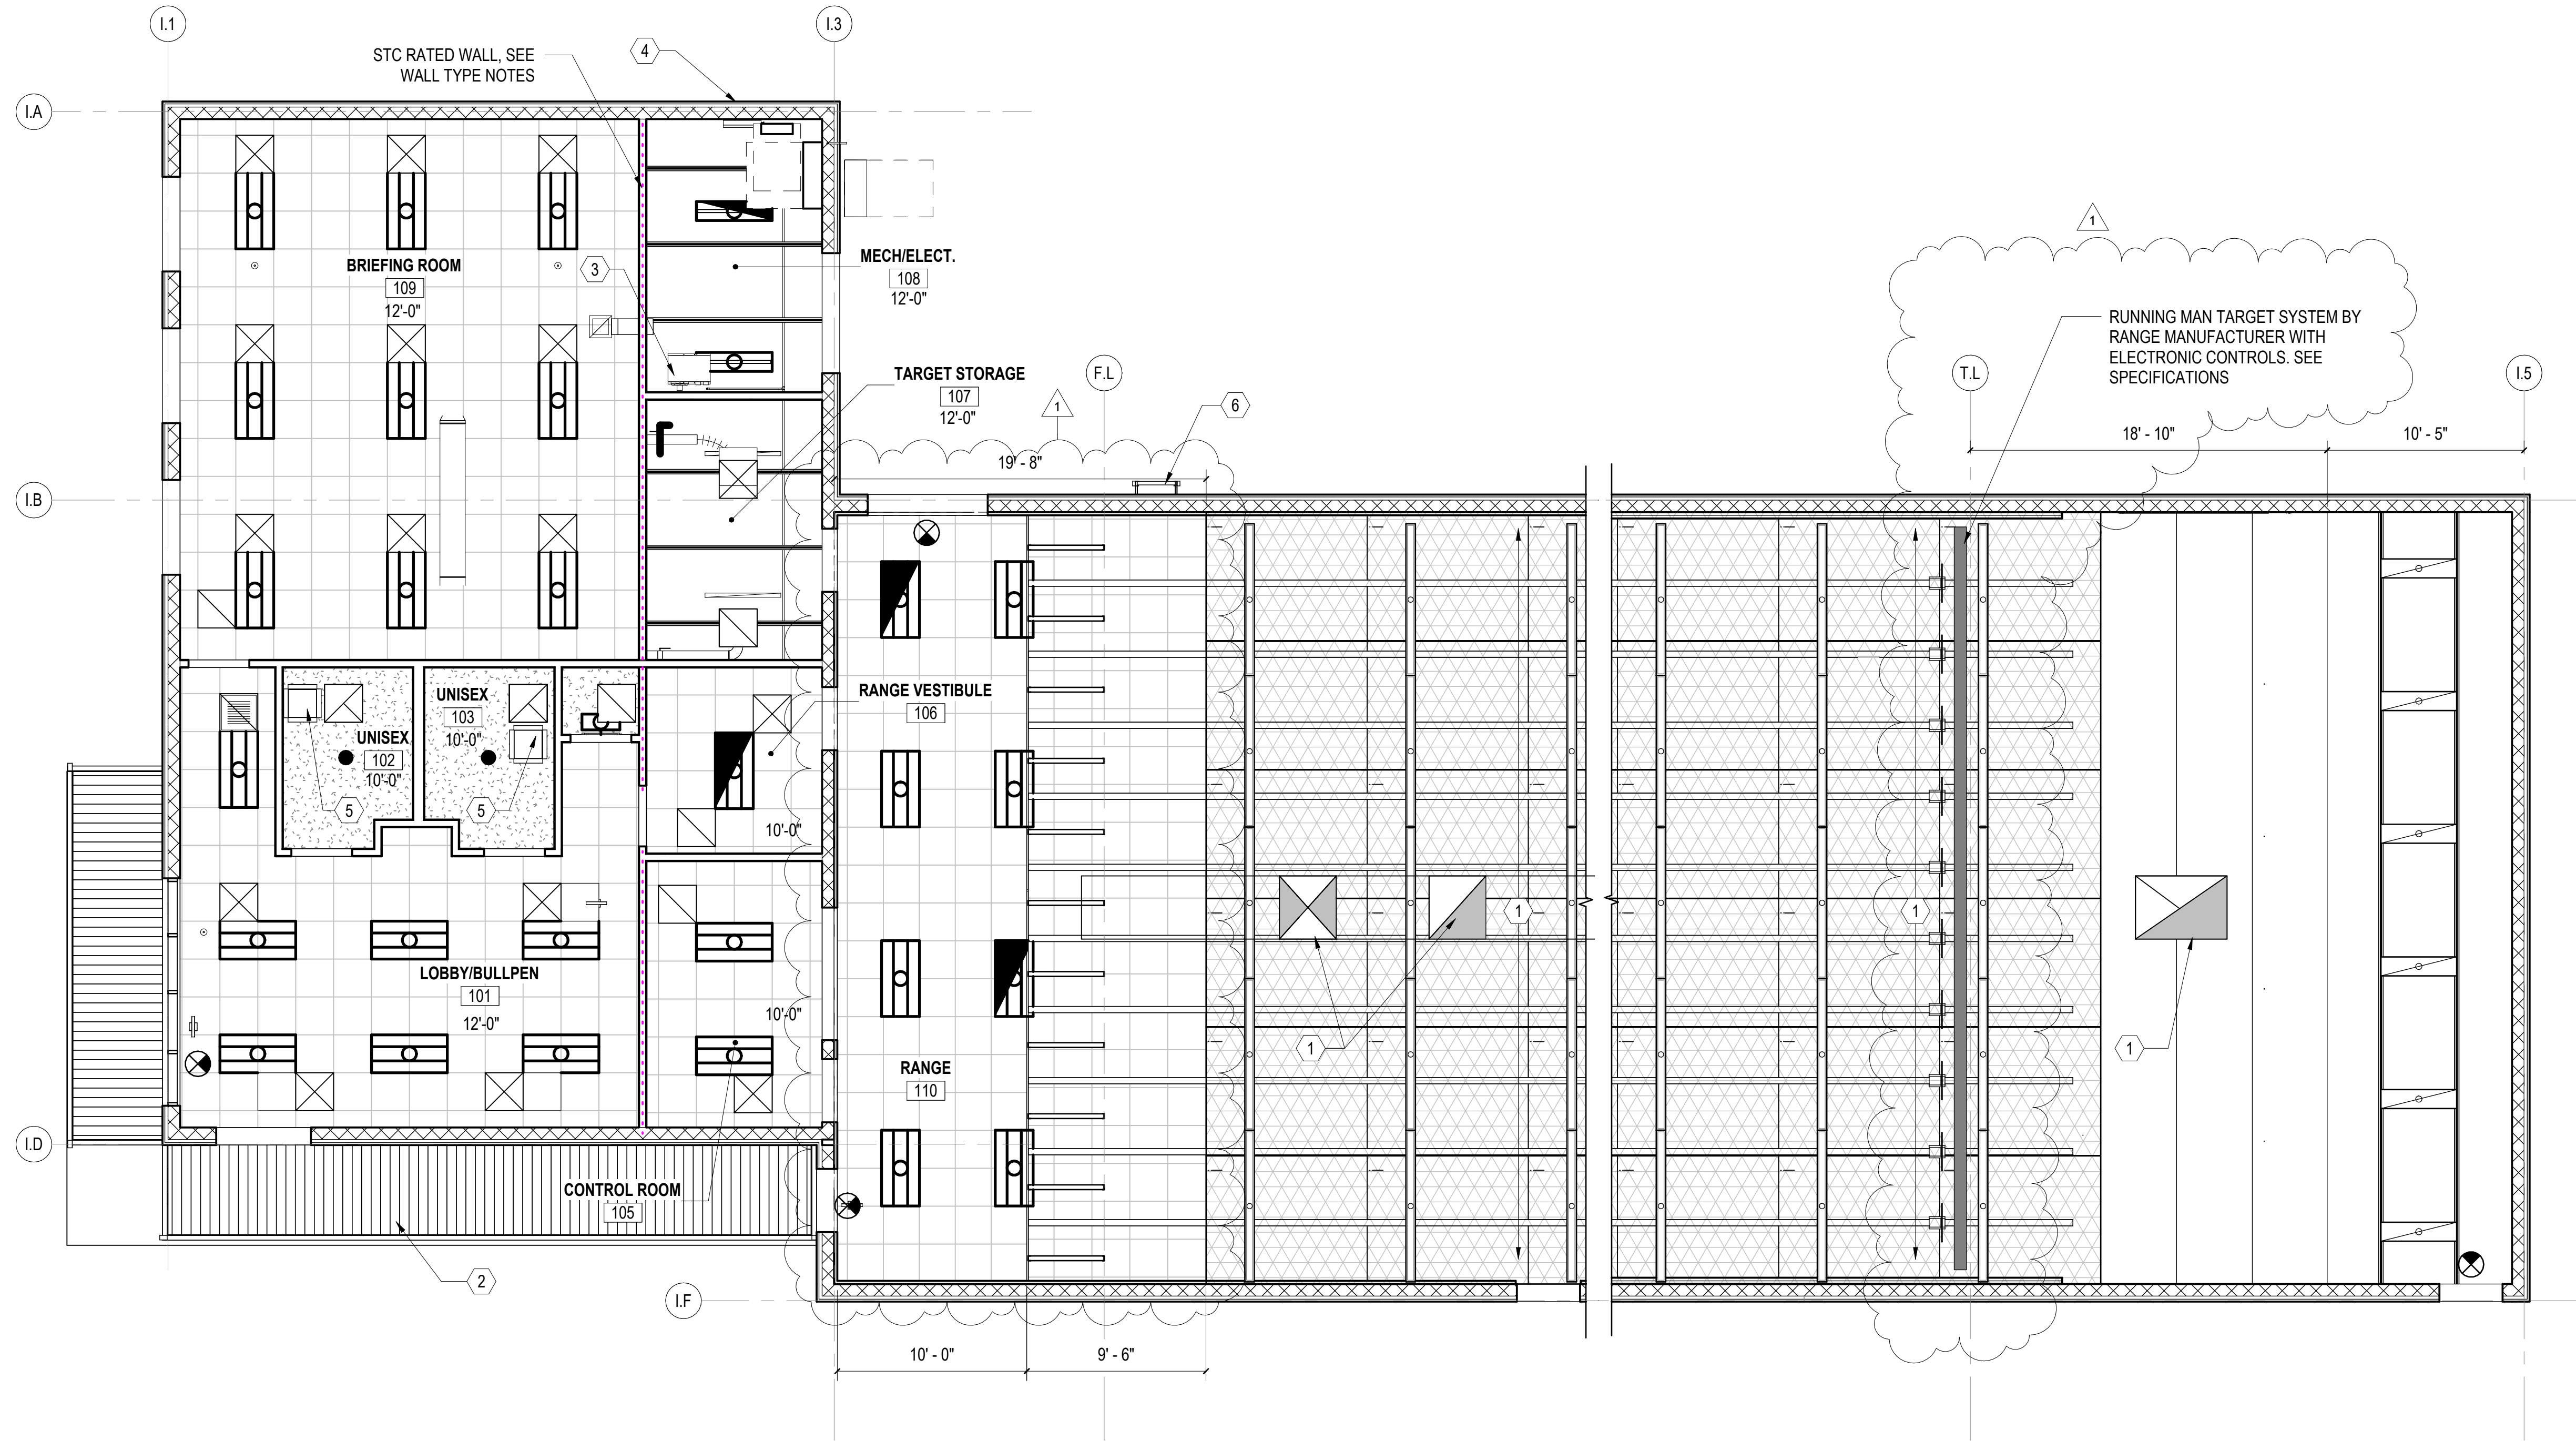 I.1
I.3
STC RATED WALL, SEE
WALL TYPE NOTES
4
I.A
1
BRIEFING ROOM
109
12'-0"
3
MECH/ELECT.
108
12'-0"
RUNNING MAN TARGET SYSTEM BY
RANGE MANUFACTURER WITH
ELECTRONIC CONTROLS. SEE
SPECIFICATIONS
TARGET STORAGE
107
12'-0"
1
F.L
6
T.L
I.5
18' - 10"
10' - 5"
19' - 8"
I.B
RANGE VESTIBULE
106
UNISEX
103
10'-0"
UNISEX
102
10'-0"
5
5
10'-0"
1
1
LOBBY/BULLPEN
101
12'-0"
10'-0"
1
1
RANGE
110
I.D
CONTROL ROOM
105
2
I.F
10' - 0"
9' - 6"